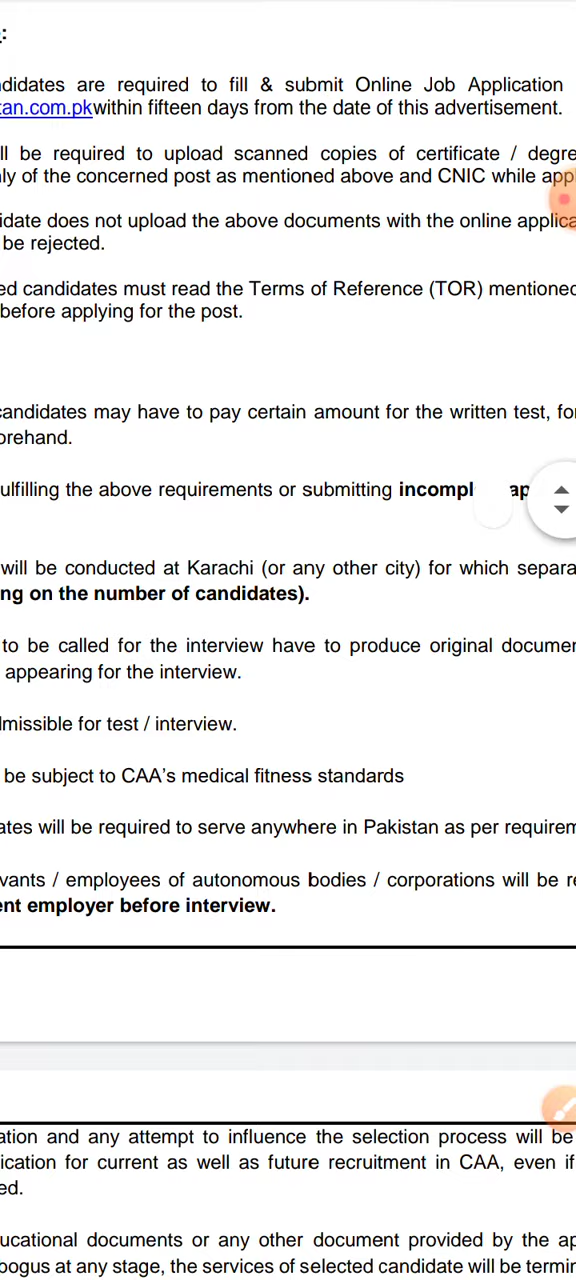 :
didates are required to fill & submit Online Job Application
tan.com.pkwithin fifteen days from the date of this advertisement.
ll be required to upload scanned copies of certificate / degre
ly of the concerned post as mentioned above and CNIC while app
idate does not upload the above documents with the online applica
be rejected.
ed candidates must read the Terms of Reference (TOR) mentioned
before applying for the post.
candidates may have to pay certain amount for the written test, for
orehand.
ulfilling the above requirements or submitting incompl ap
will be conducted at Karachi (or any other city) for which separa
ng on the number of candidates).
to be called for the interview have to produce original documen
appearing for the interview.
dmissible for test / interview.
be subject to CAA’s medical fitness standards
ates will be required to serve anywhere in Pakistan as per requirem
vants / employees of autonomous bodies / corporations will be re
ent employer before interview.
ation and any attempt to influence the selection process will be
ication for current as well as future recruitment in CAA, even if
ed.
ucational documents or any other document provided by the ap
bogus at any stage, the services of selected candidate will be termin